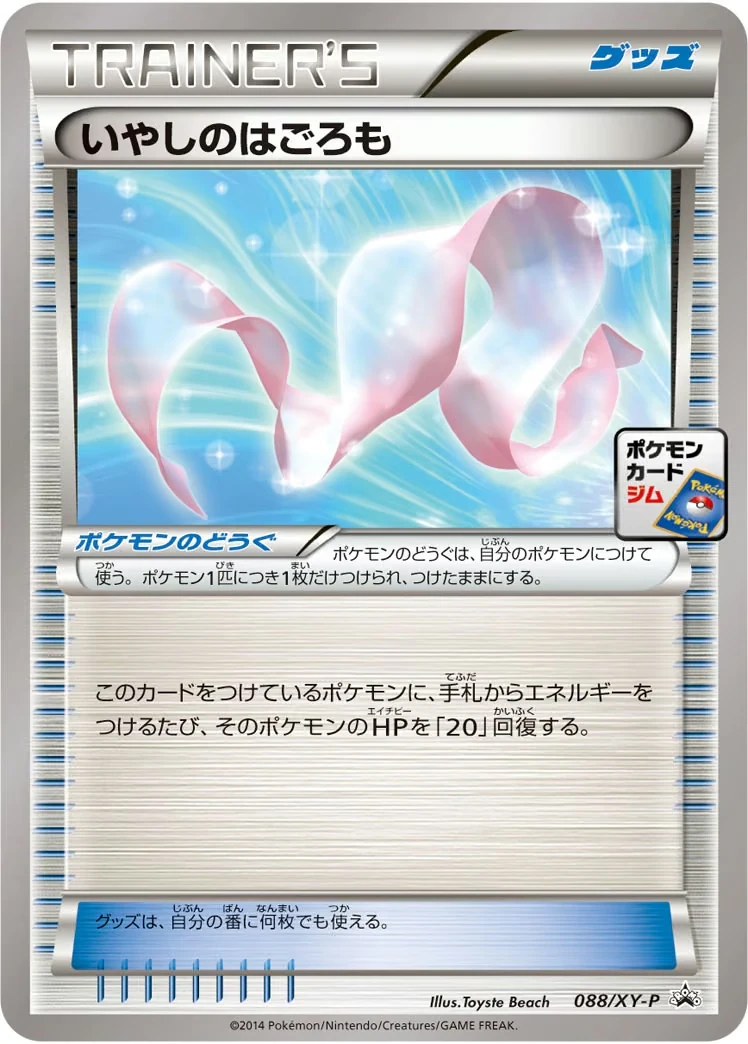 TRAINER'S
グッズ
いやしのはごろも
ポケモン
カード
ジム
POKéMON
POKéMON
ポケモンのどうぐ
ポケモンのどうぐは、自分のポケモンにつけて
使う。ポケモン1匹につき1枚だけつけられ、つけたままにする。
このカードをつけているポケモンに、手札からエネルギーを
つけるたび、そのポケモンのHPを「20」回復する。
グッズは、自分の番に何枚でも使える。
Illus.Toyste Beach 088/XY-P
©2014 Pokémon/Nintendo/Creatures/GAME FREAK.